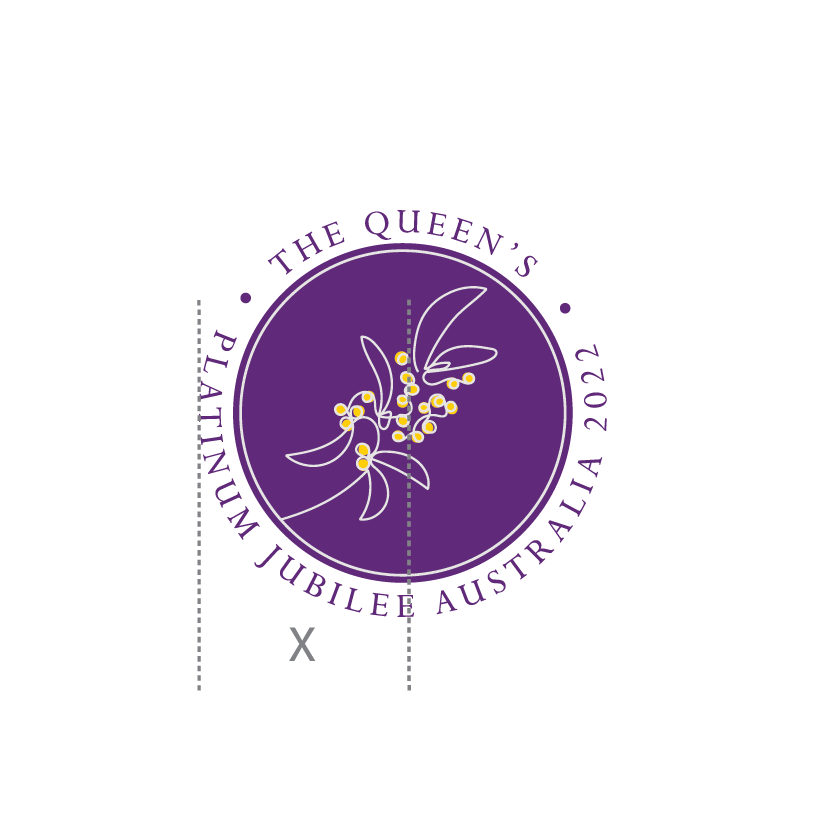 THE QUEEN'S
PLATINUM JUBILEE AUSTRALIA 2022
X